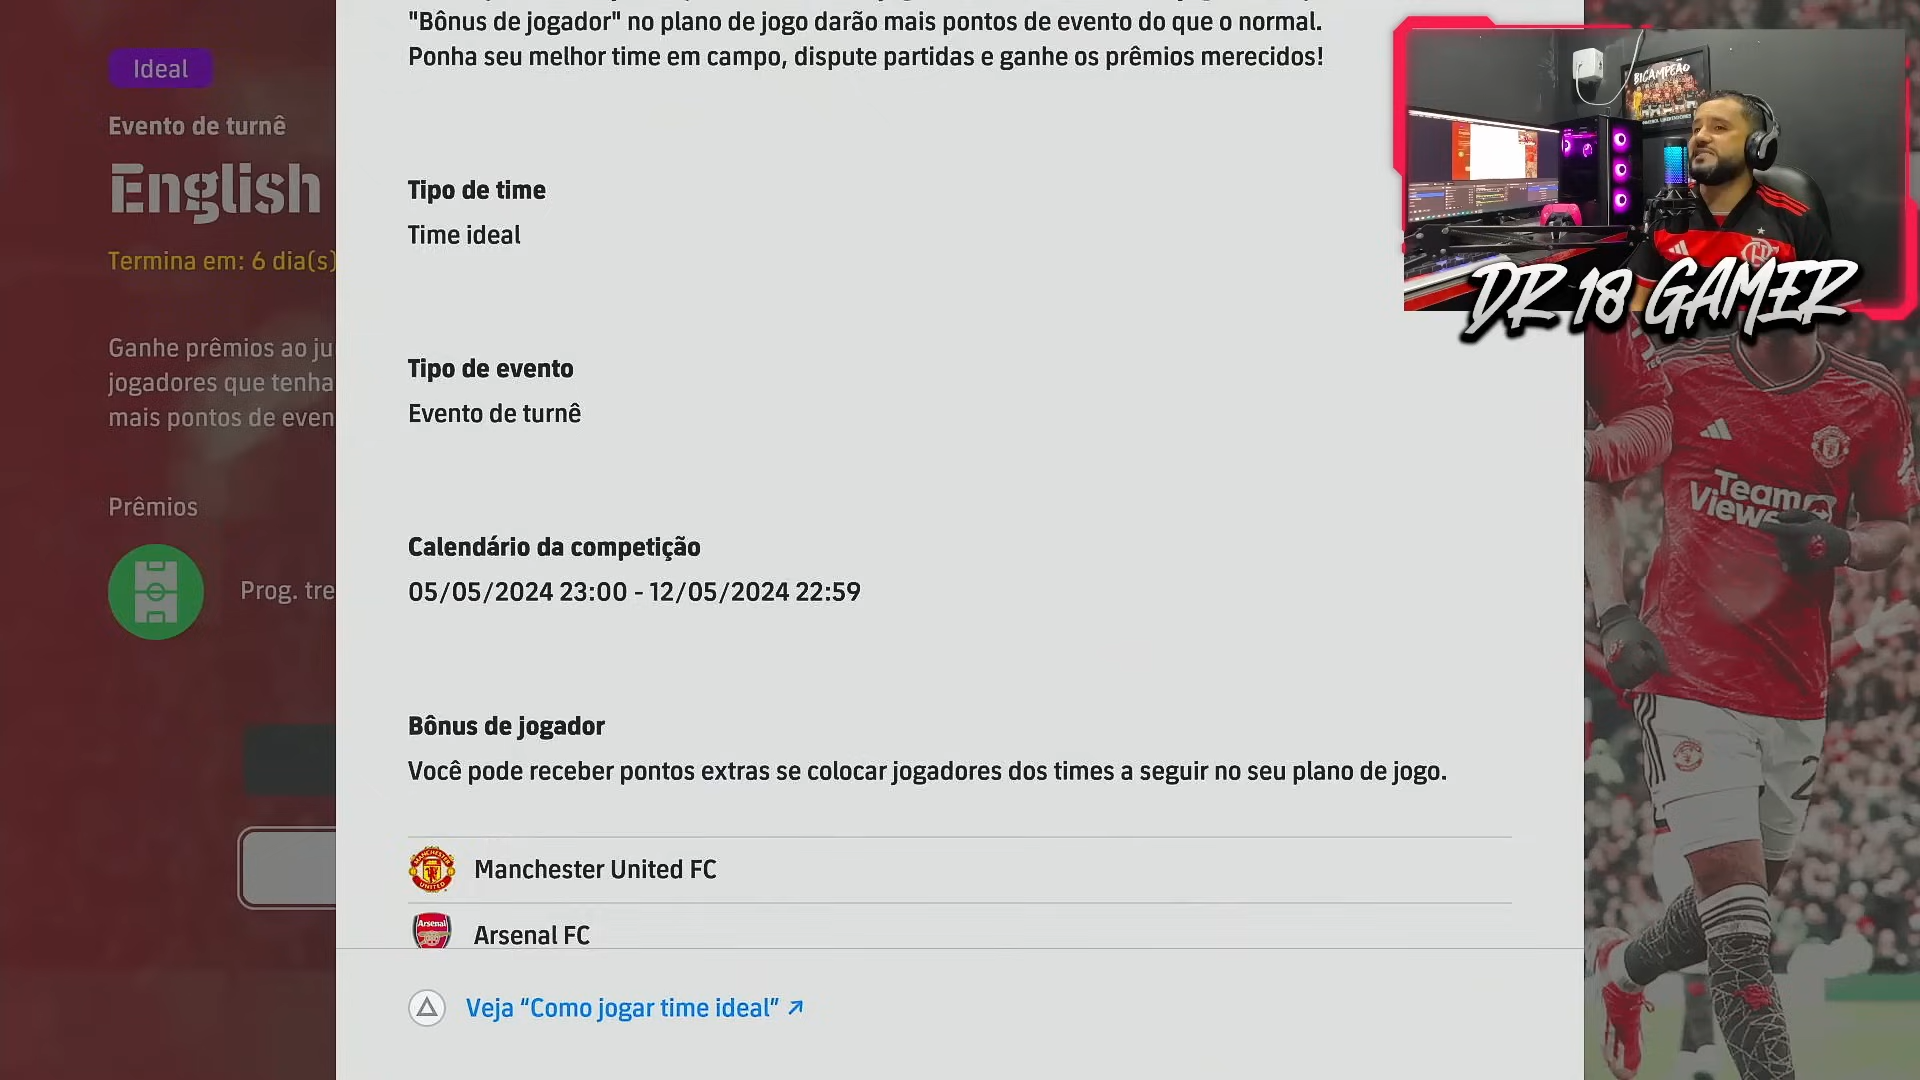 "Bônus de jogador" no plano de jogo darão mais pontos de evento do que o normal.
Ponha seu melhor time em campo, dispute partidas e ganhe os prêmios merecidos!
Ideal
Evento de turnê
English
Termina em: 6 dia(s)
Ganhe prêmios ao ju
jogadores que tenha
mais pontos de even
Prêmios
Prog. tre
Tipo de time
Time ideal
Tipo de evento
Evento de turnê
Calendário da competição
05/05/2024 23:00 - 12/05/2024 22:59
Bônus de jogador
Você pode receber pontos extras se colocar jogadores dos times a seguir no seu plano de jogo.
MANCHESTER UNITED
Manchester United FC
Arsenal
Arsenal FC
Veja “Como jogar time ideal”
BICAMPEÃO
DR 18 GAMER
Team